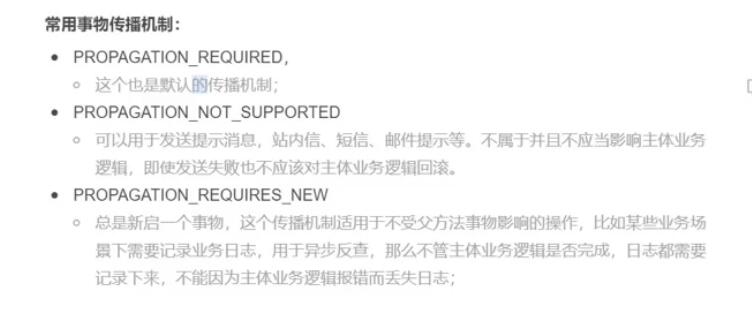 常用事物传播机制：
PROPAGATION_REQUIRED，
这个也是默认的传播机制；
PROPAGATION_NOT_SUPPORTED
可以用于发送提示消息，站内信、短信、邮件提示等。不属于并且不应当影响主体业务
逻辑，即使发送失败也不应该对主体业务逻辑回滚。
PROPAGATION_REQUIRES_NEW
总是新启一个事物，这个传播机制适用于不受父方法事物影响的操作，比如某些业务场
景下需要记录业务日志，用于异步反查，那么不管主体业务逻辑是否完成，日志都需要
记录下来，不能因为主体业务逻辑报错而丢失日志；